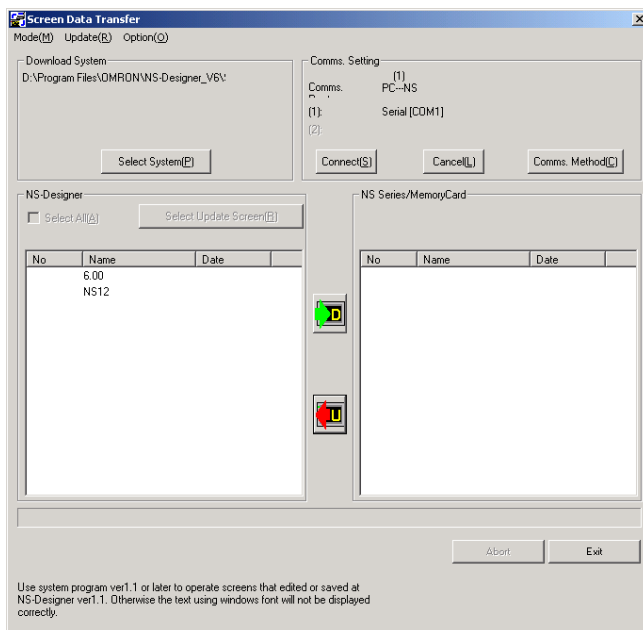 Screen Data Transfer
Mode(M) Update(R) Option(O)
Download System
D:\Program Files\OMRON\NS-Designer_V6\
Select System(P)
Comms. Setting
(1)
Comms. PC---NS
(1): Serial [COM1]
(2):
Connect(S) Cancel(L) Comms. Method(C)
NS-Designer
Select All(A) Select Update Screen(R)
No Name Date
6.00
NS12
NS Series/MemoryCard
No Name Date
D
U
Abort Exit
Use system program ver1.1 or later to operate screens that edited or saved at
NS-Designer ver1.1. Otherwise the text using windows font will not be displayed
correctly.